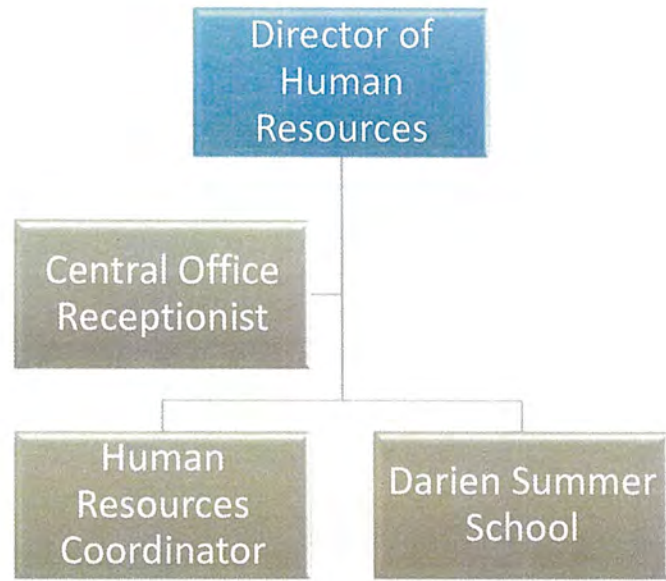 Director of
Human
Resources
Central Office
Receptionist
Human
Resources
Coordinator
Darien Summer
School